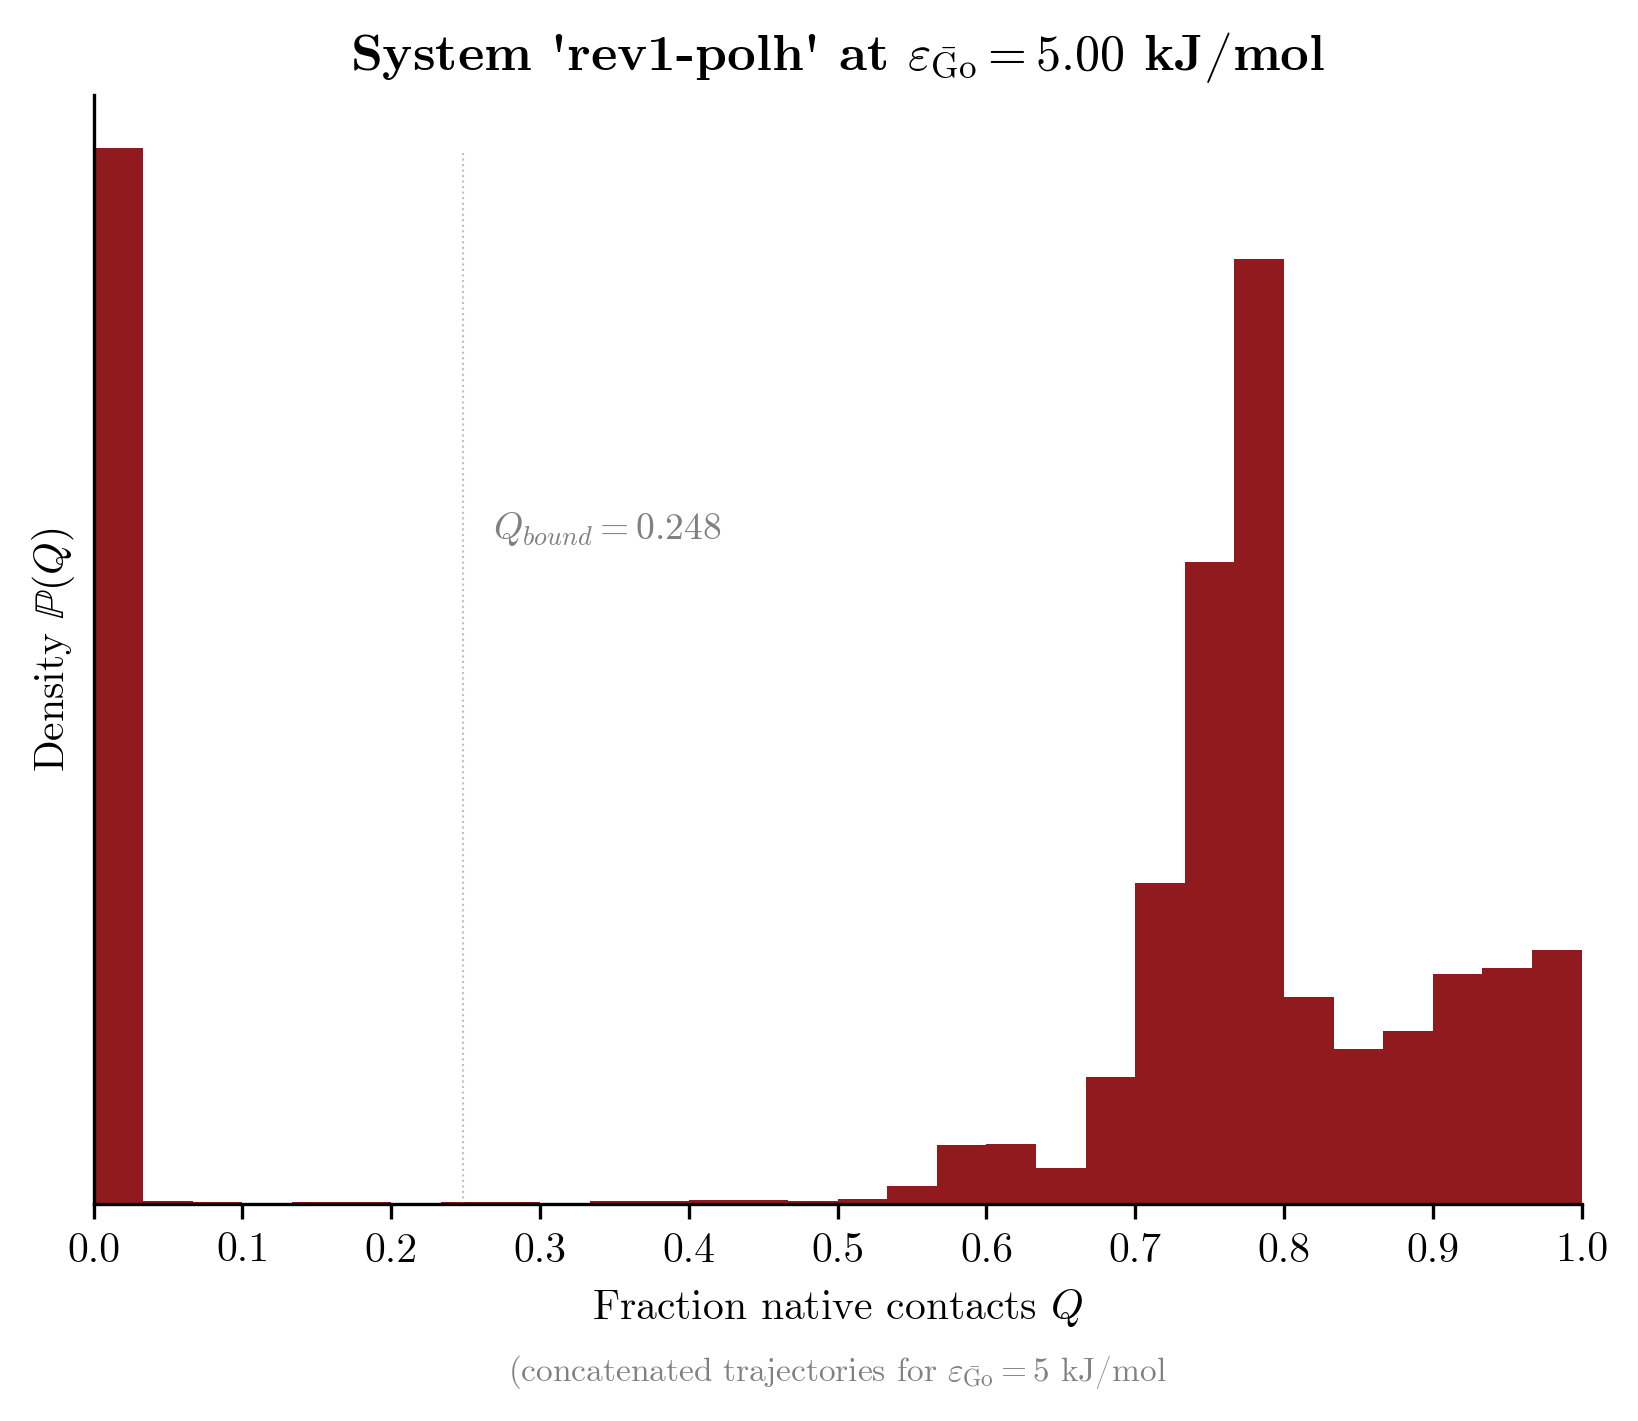 System 'rev1-polh' at ε_Ḡo = 5.00 kJ/mol
Density ℙ(Q)
Q_bound = 0.248
0.0 0.1 0.2 0.3 0.4 0.5 0.6 0.7 0.8 0.9 1.0
Fraction native contacts Q
(concatenated trajectories for ε_Ḡo = 5 kJ/mol